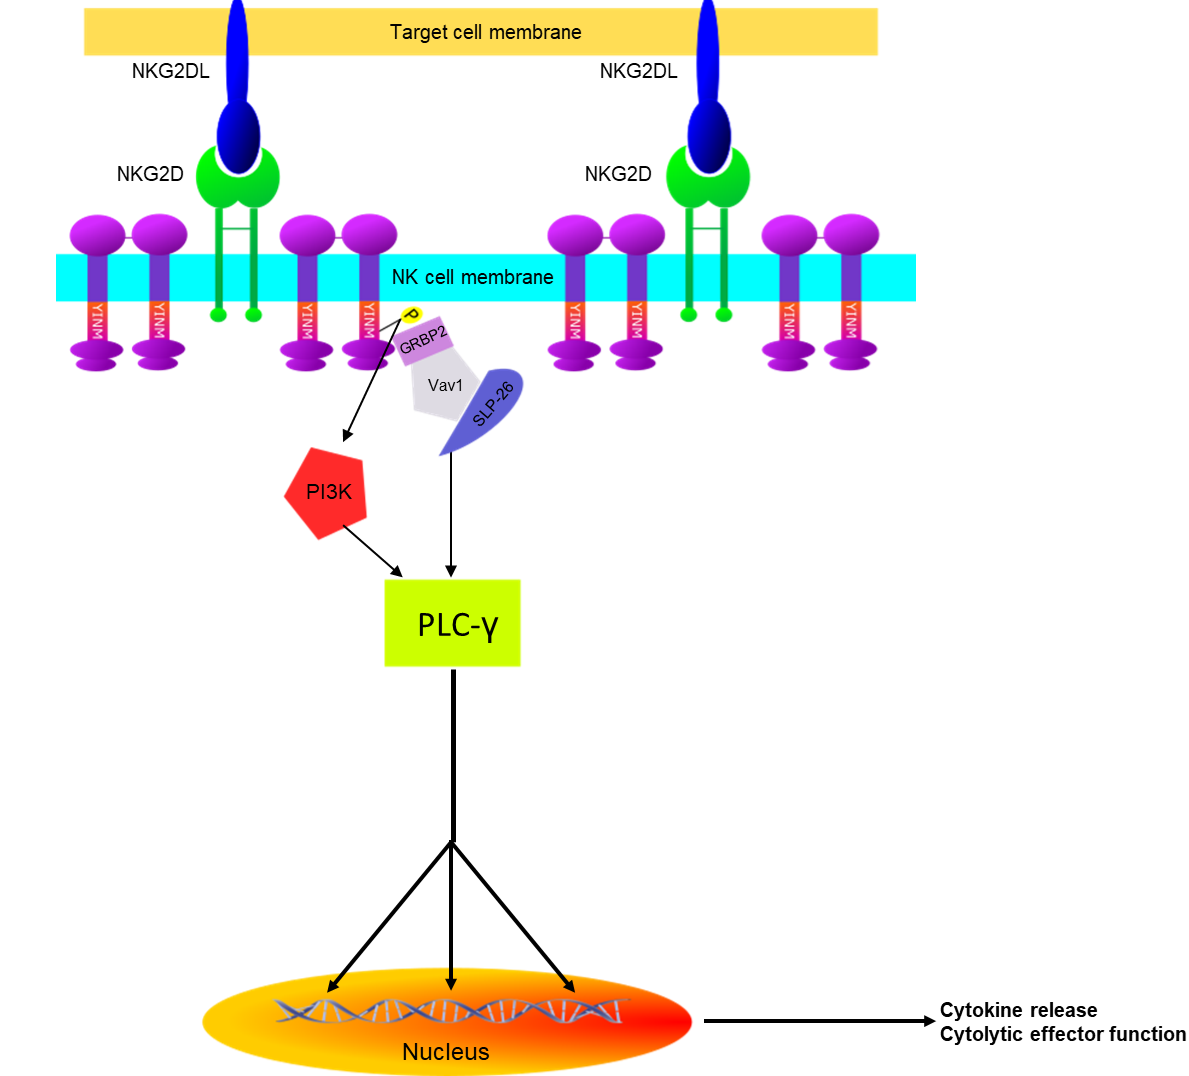 Target cell membrane
NKG2DL
NKG2DL
NKG2D
NKG2D
NK cell membrane
YINM
YINM
YINM
YINM
YINM
YINM
YINM
YINM
P
GRBP2
Vav1
SLP-26
PI3K
PLC-γ
Nucleus
Cytokine release
Cytolytic effector function